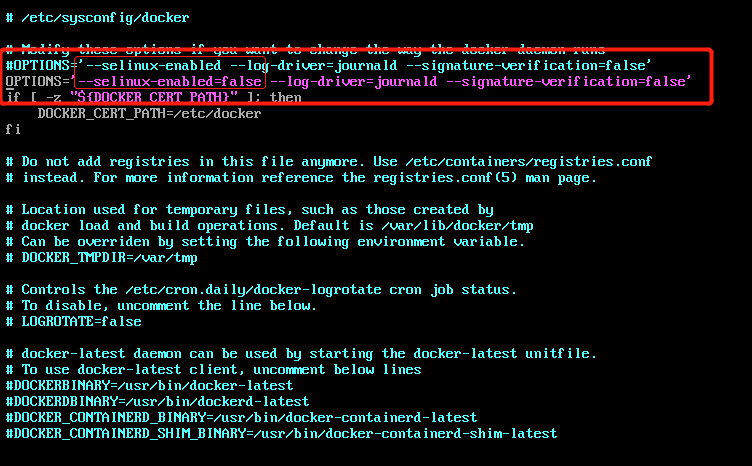 # /etc/sysconfig/docker
# Modify these options if you want to change the way the docker daemon runs
#OPTIONS='--selinux-enabled --log-driver=journald --signature-verification=false'
OPTIONS='--selinux-enabled=false --log-driver=journald --signature-verification=false'
if [ -z "${DOCKER_CERT_PATH}" ]; then
    DOCKER_CERT_PATH=/etc/docker
fi
# Do not add registries in this file anymore. Use /etc/containers/registries.conf
# instead. For more information reference the registries.conf(5) man page.
# Location used for temporary files, such as those created by
# docker load and build operations. Default is /var/lib/docker/tmp
# Can be overriden by setting the following environment variable.
# DOCKER_TMPDIR=/var/tmp
# Controls the /etc/cron.daily/docker-logrotate cron job status.
# To disable, uncomment the line below.
# LOGROTATE=false
# docker-latest daemon can be used by starting the docker-latest unitfile.
# To use docker-latest client, uncomment below lines
#DOCKERBINARY=/usr/bin/docker-latest
#DOCKERDBINARY=/usr/bin/dockerd-latest
#DOCKER_CONTAINERD_BINARY=/usr/bin/docker-containerd-latest
#DOCKER_CONTAINERD_SHIM_BINARY=/usr/bin/docker-containerd-shim-latest